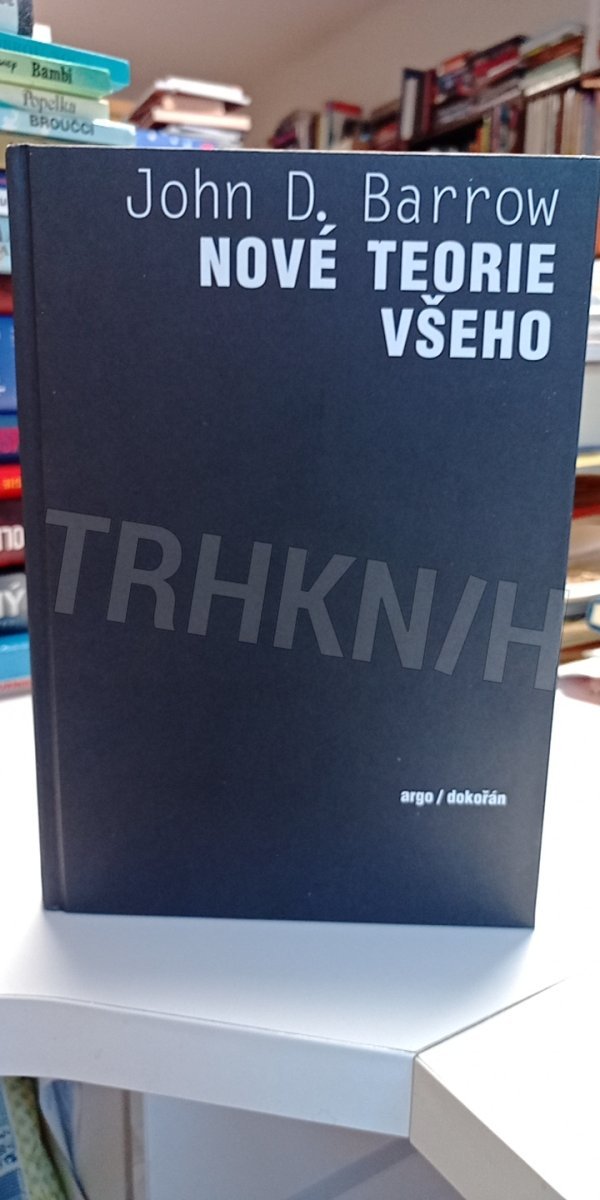 Bambi
Popelka
BROUČCI
John D. Barrow
NOVÉ TEORIE
VŠEHO
TRHKN/H
argo / dokořán